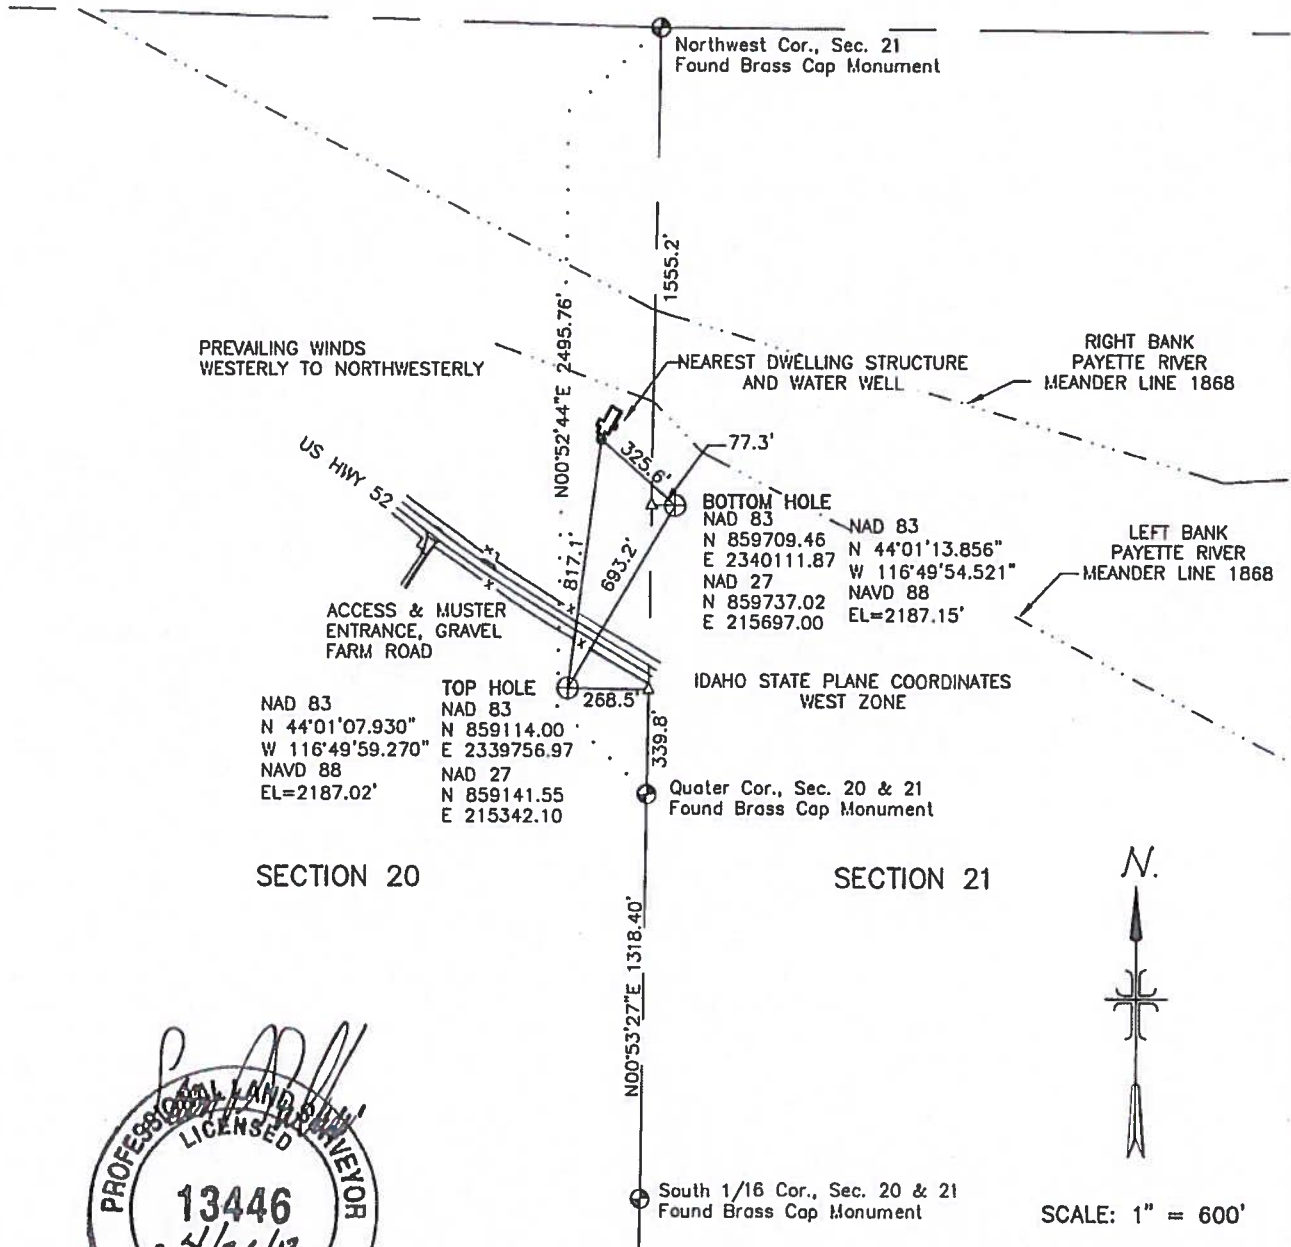 Northwest Cor., Sec. 21
Found Brass Cap Monument
1555.2'
N00°52'44"E 2495.76'
PREVAILING WINDS
WESTERLY TO NORTHWESTERLY
NEAREST DWELLING STRUCTURE
AND WATER WELL
RIGHT BANK
PAYETTE RIVER
MEANDER LINE 1868
US HWY 52
325.6'
77.3'
817.1'
693.2'
BOTTOM HOLE
NAD 83
N 859709.46
E 2340111.87
NAD 27
N 859737.02
E 215697.00
NAD 83
N 44°01'13.856"
W 116°49'54.521"
NAVD 88
EL=2187.15'
LEFT BANK
PAYETTE RIVER
MEANDER LINE 1868
ACCESS & MUSTER
ENTRANCE, GRAVEL
FARM ROAD
IDAHO STATE PLANE COORDINATES
WEST ZONE
NAD 83
N 44°01'07.930"
W 116°49'59.270"
NAVD 88
EL=2187.02'
TOP HOLE
NAD 83
N 859114.00
E 2339756.97
NAD 27
N 859141.55
E 215342.10
268.5'
339.8'
Quater Cor., Sec. 20 & 21
Found Brass Cap Monument
SECTION 20
SECTION 21
N.
N00°53'27"E 1318.40'
PROFESSIONAL LAND SURVEYOR
LICENSED
13446
South 1/16 Cor., Sec. 20 & 21
Found Brass Cap Monument
SCALE: 1" = 600'